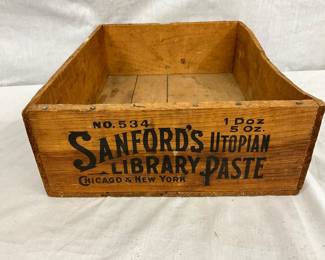 NO. 534 1 Doz
5 Oz.
SANFORD'S UTOPIAN
LIBRARY PASTE
CHICAGO & NEW YORK